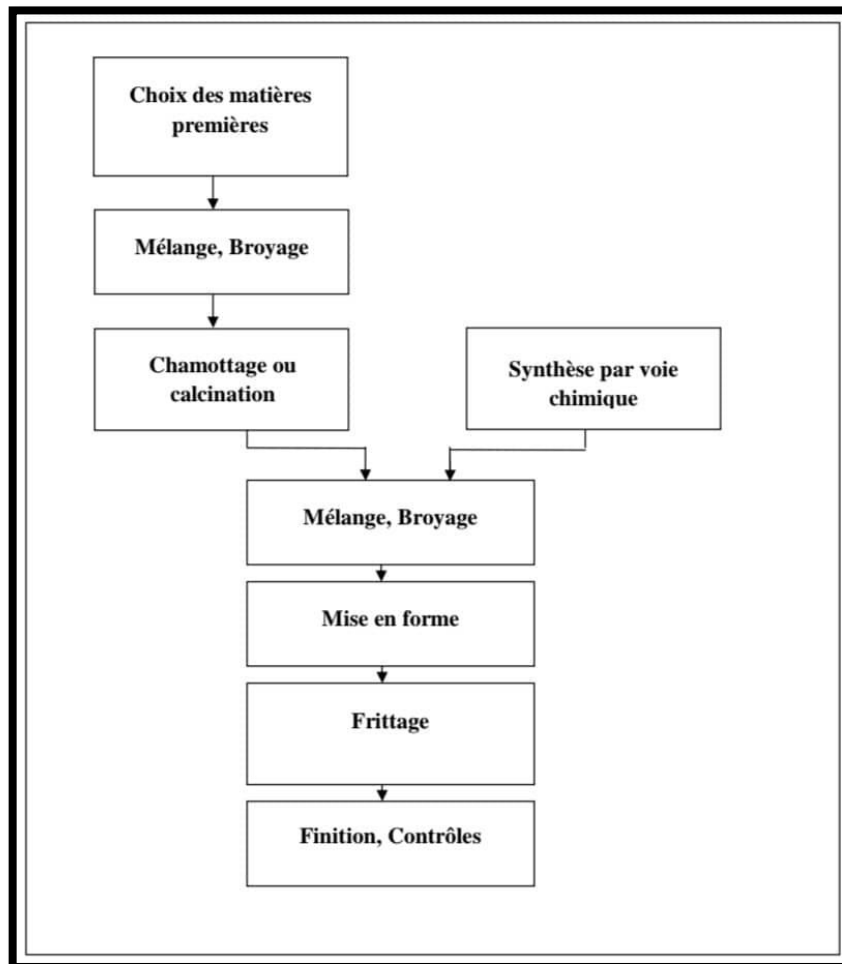 Choix des matières
premières
Mélange, Broyage
Chamottage ou
calcination
Synthèse par voie
chimique
Mélange, Broyage
Mise en forme
Frittage
Finition, Contrôles